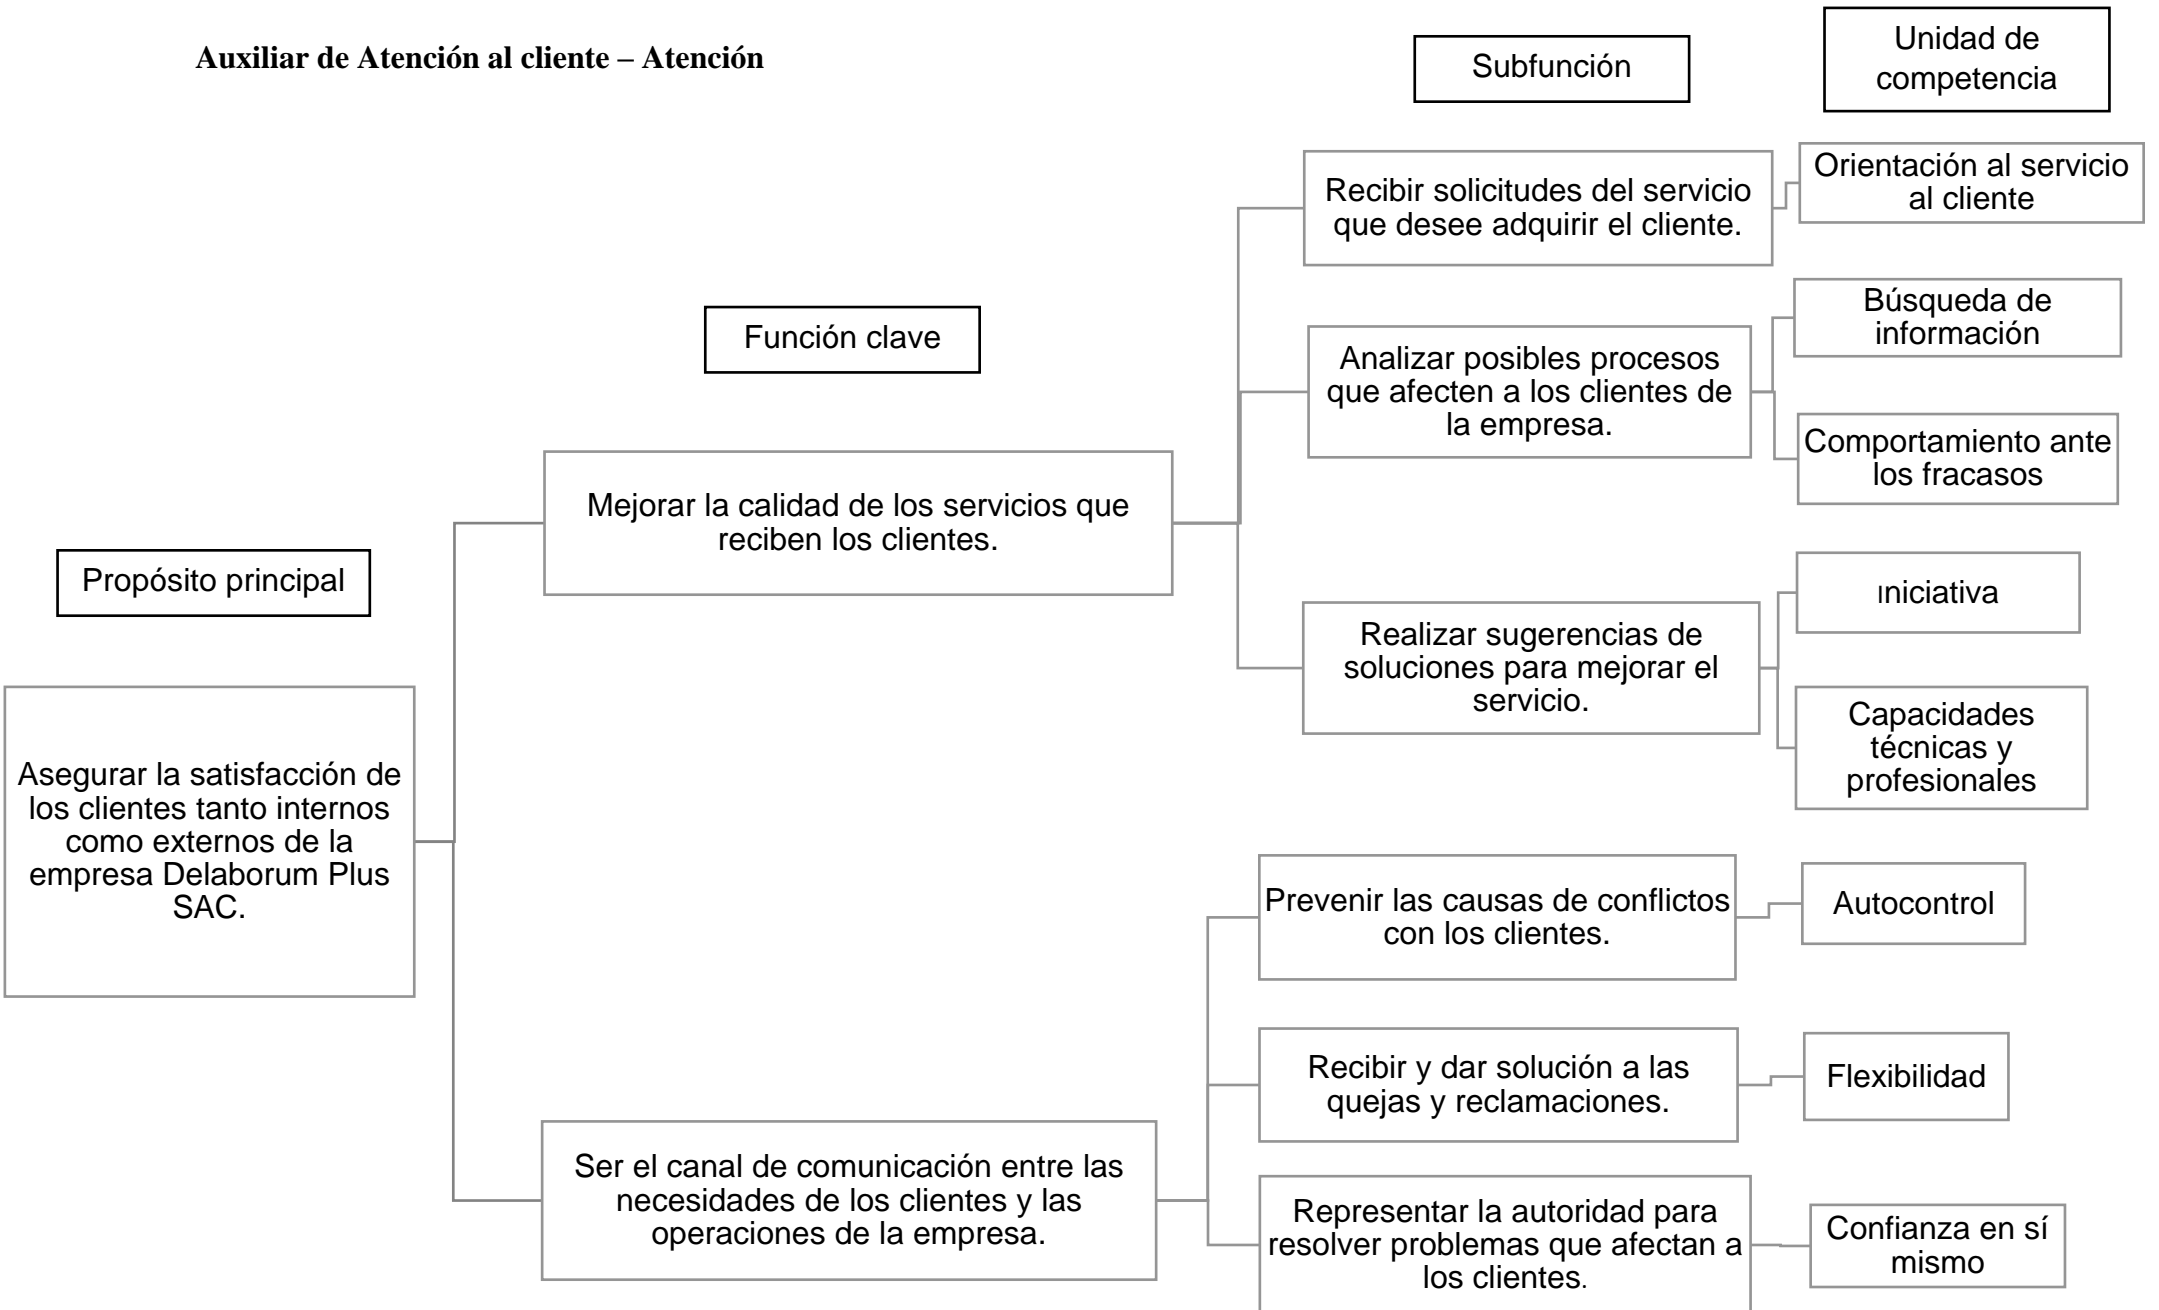 Auxiliar de Atención al cliente – Atención
Subfunción
Unidad de
competencia
Función clave
Propósito principal
Asegurar la satisfacción de
los clientes tanto internos
como externos de la
empresa Delaborum Plus
SAC.
Mejorar la calidad de los servicios que
reciben los clientes.
Recibir solicitudes del servicio
que desee adquirir el cliente.
Orientación al servicio
al cliente
Analizar posibles procesos
que afecten a los clientes de
la empresa.
Búsqueda de
información
Comportamiento ante
los fracasos
Realizar sugerencias de
soluciones para mejorar el
servicio.
Iniciativa
Capacidades
técnicas y
profesionales
Ser el canal de comunicación entre las
necesidades de los clientes y las
operaciones de la empresa.
Prevenir las causas de conflictos
con los clientes.
Autocontrol
Recibir y dar solución a las
quejas y reclamaciones.
Flexibilidad
Representar la autoridad para
resolver problemas que afectan a
los clientes.
Confianza en sí
mismo